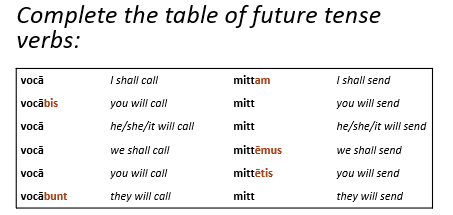 Complete the table of future tense
verbs:
vocā I shall call mittam I shall send
vocābis you will call mitt you will send
vocā he/she/it will call mitt he/she/it will send
vocā we shall call mittēmus we shall send
vocā you will call mittētis you will send
vocābunt they will call mitt they will send